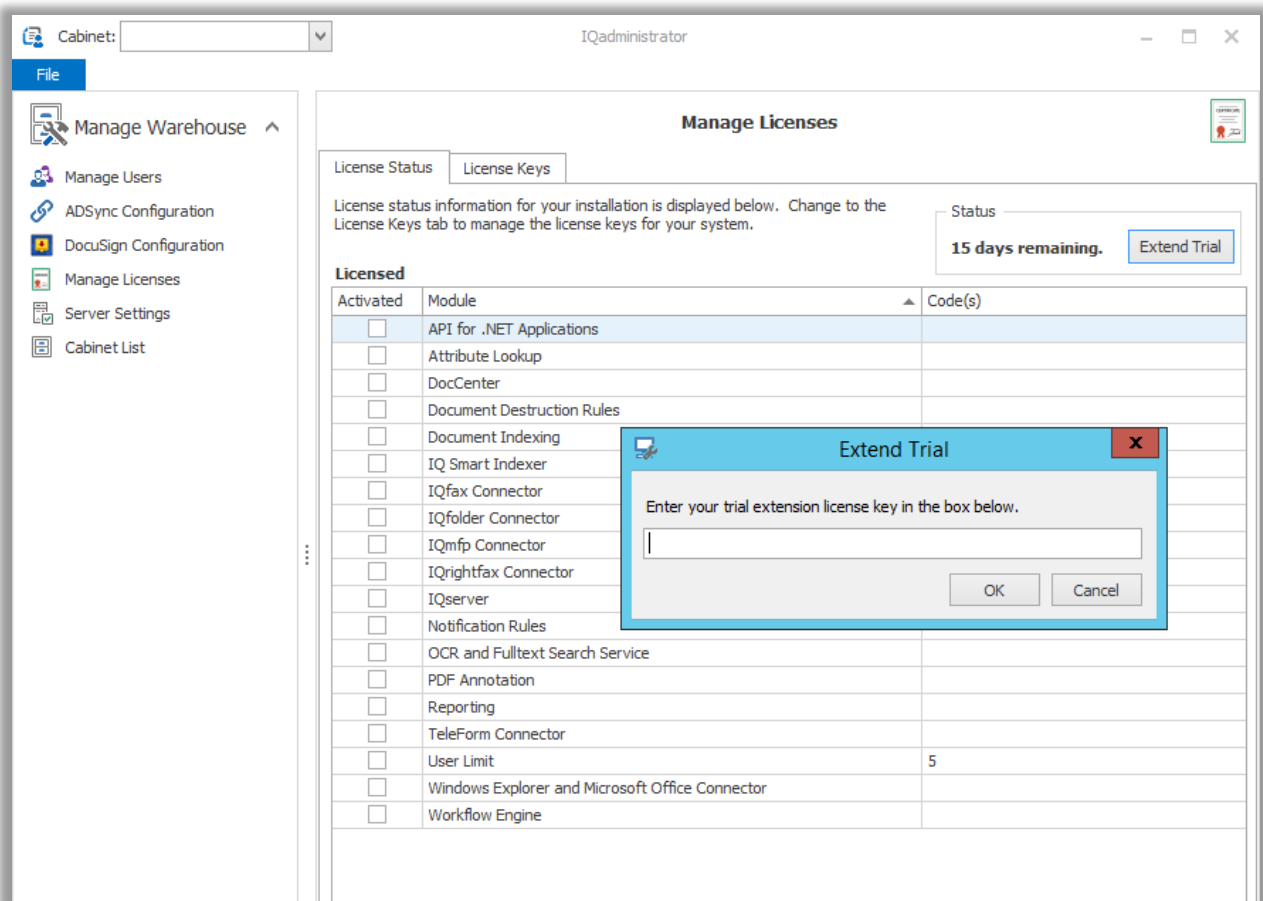 Cabinet:
IQadministrator
File
Manage Warehouse
Manage Users
ADSync Configuration
DocuSign Configuration
Manage Licenses
Server Settings
Cabinet List
Manage Licenses
License Status
License Keys
License status information for your installation is displayed below. Change to the
License Keys tab to manage the license keys for your system.
Status
15 days remaining.
Extend Trial
Licensed
Activated
Module
Code(s)
API for .NET Applications
Attribute Lookup
DocCenter
Document Destruction Rules
Document Indexing
IQ Smart Indexer
IQfax Connector
IQfolder Connector
IQmfp Connector
IQrightfax Connector
IQserver
Notification Rules
OCR and Fulltext Search Service
PDF Annotation
Reporting
TeleForm Connector
User Limit
5
Windows Explorer and Microsoft Office Connector
Workflow Engine
Extend Trial
x
Enter your trial extension license key in the box below.
OK
Cancel